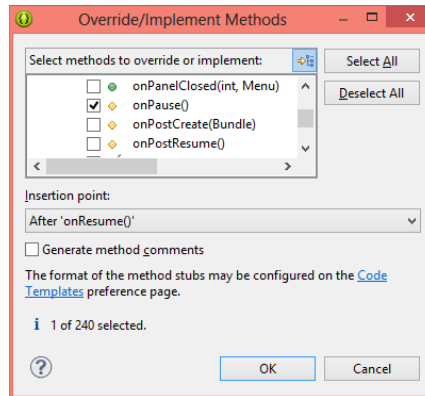 Override/Implement Methods
Select methods to override or implement:
Select All
onPanelClosed(int, Menu)
Deselect All
onPause()
onPostCreate(Bundle)
onPostResume()
Insertion point:
After 'onResume()'
Generate method comments
The format of the method stubs may be configured on the Code
Templates preference page.
i 1 of 240 selected.
?
OK
Cancel